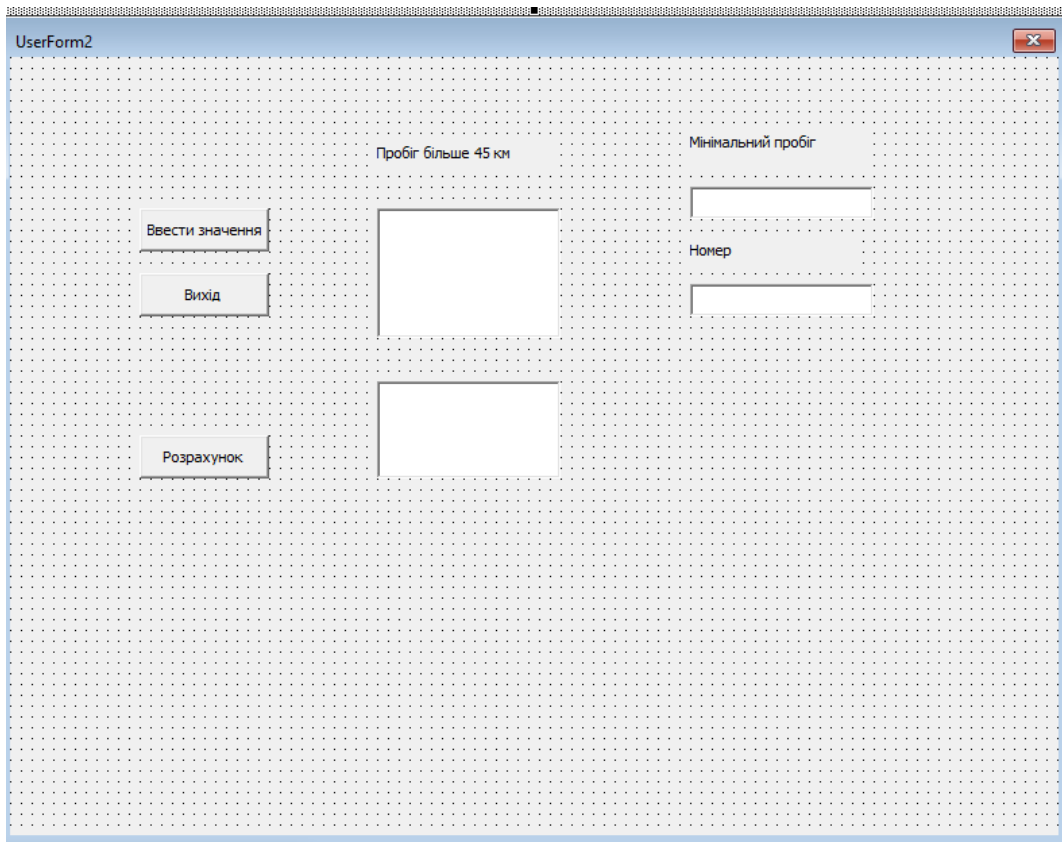 UserForm2
Пробіг більше 45 км
Мінімальний пробіг
Ввести значення
Номер
Вихід
Розрахунок